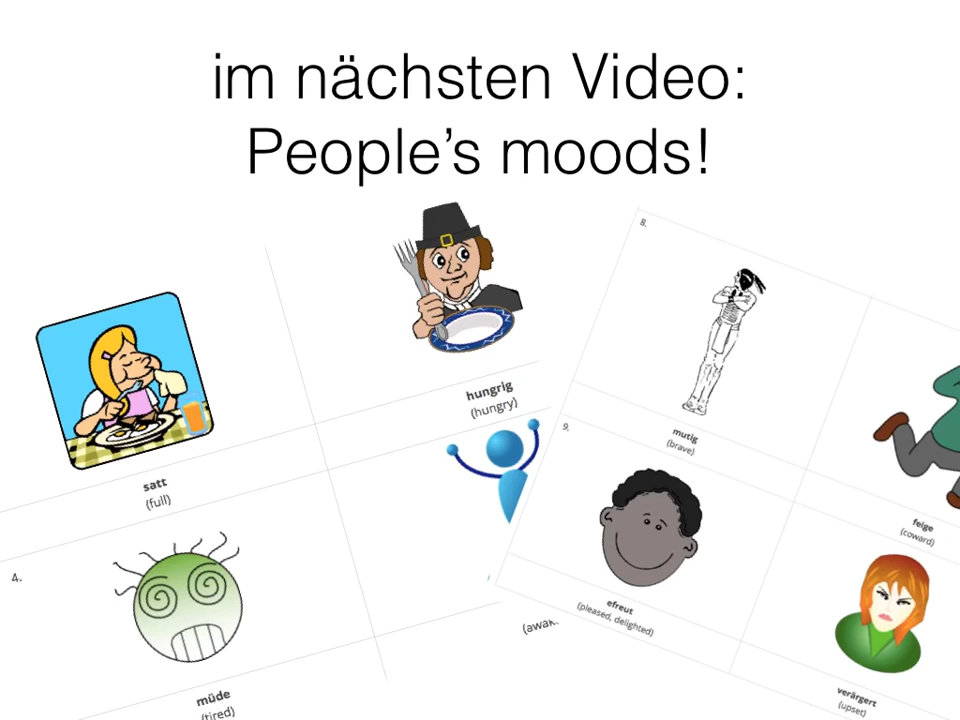 im nächsten Video:
People's moods!
satt
(full)
hungrig
(hungry)
4.
müde
(tired)
8.
mutig
(brave)
feige
(coward)
9.
efreut
(pleased, delighted)
verärgert
(upset)